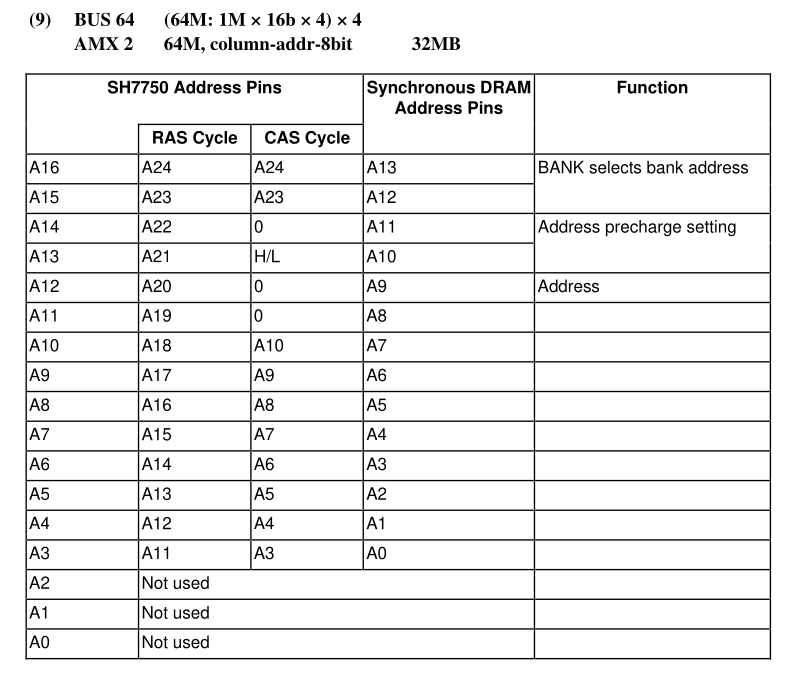 (9) BUS 64 (64M: 1M × 16b × 4) × 4
AMX 2 64M, column-addr-8bit 32MB
SH7750 Address Pins Synchronous DRAM Function
Address Pins
RAS Cycle CAS Cycle
A16 A24 A24 A13 BANK selects bank address
A15 A23 A23 A12
A14 A22 0 A11 Address precharge setting
A13 A21 H/L A10
A12 A20 0 A9 Address
A11 A19 0 A8
A10 A18 A10 A7
A9 A17 A9 A6
A8 A16 A8 A5
A7 A15 A7 A4
A6 A14 A6 A3
A5 A13 A5 A2
A4 A12 A4 A1
A3 A11 A3 A0
A2 Not used
A1 Not used
A0 Not used